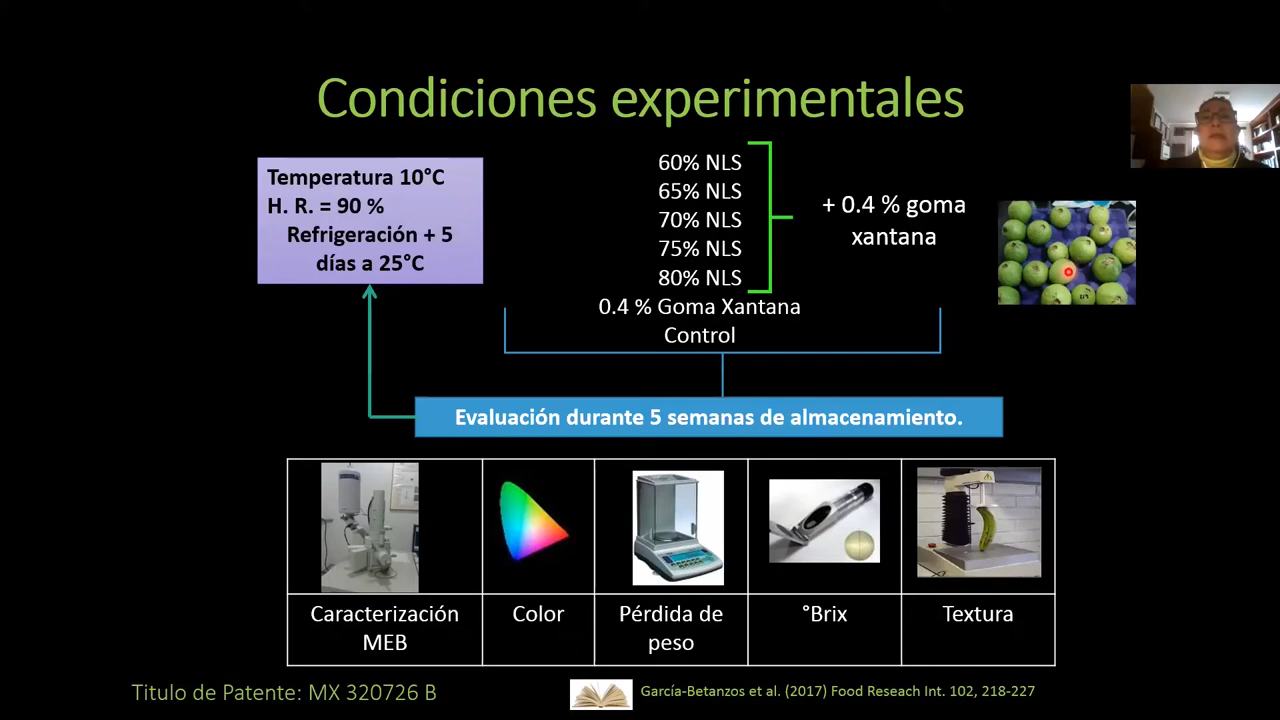 Condiciones experimentales
Temperatura 10°C
H. R. = 90 %
Refrigeración + 5
días a 25°C
60% NLS
65% NLS
70% NLS
75% NLS
80% NLS
0.4 % Goma Xantana
Control
+ 0.4 % goma
xantana
Evaluación durante 5 semanas de almacenamiento.
Caracterización
MEB
Color
Pérdida de
peso
°Brix
Textura
Titulo de Patente: MX 320726 B
García-Betanzos et al. (2017) Food Reseach Int. 102, 218-227